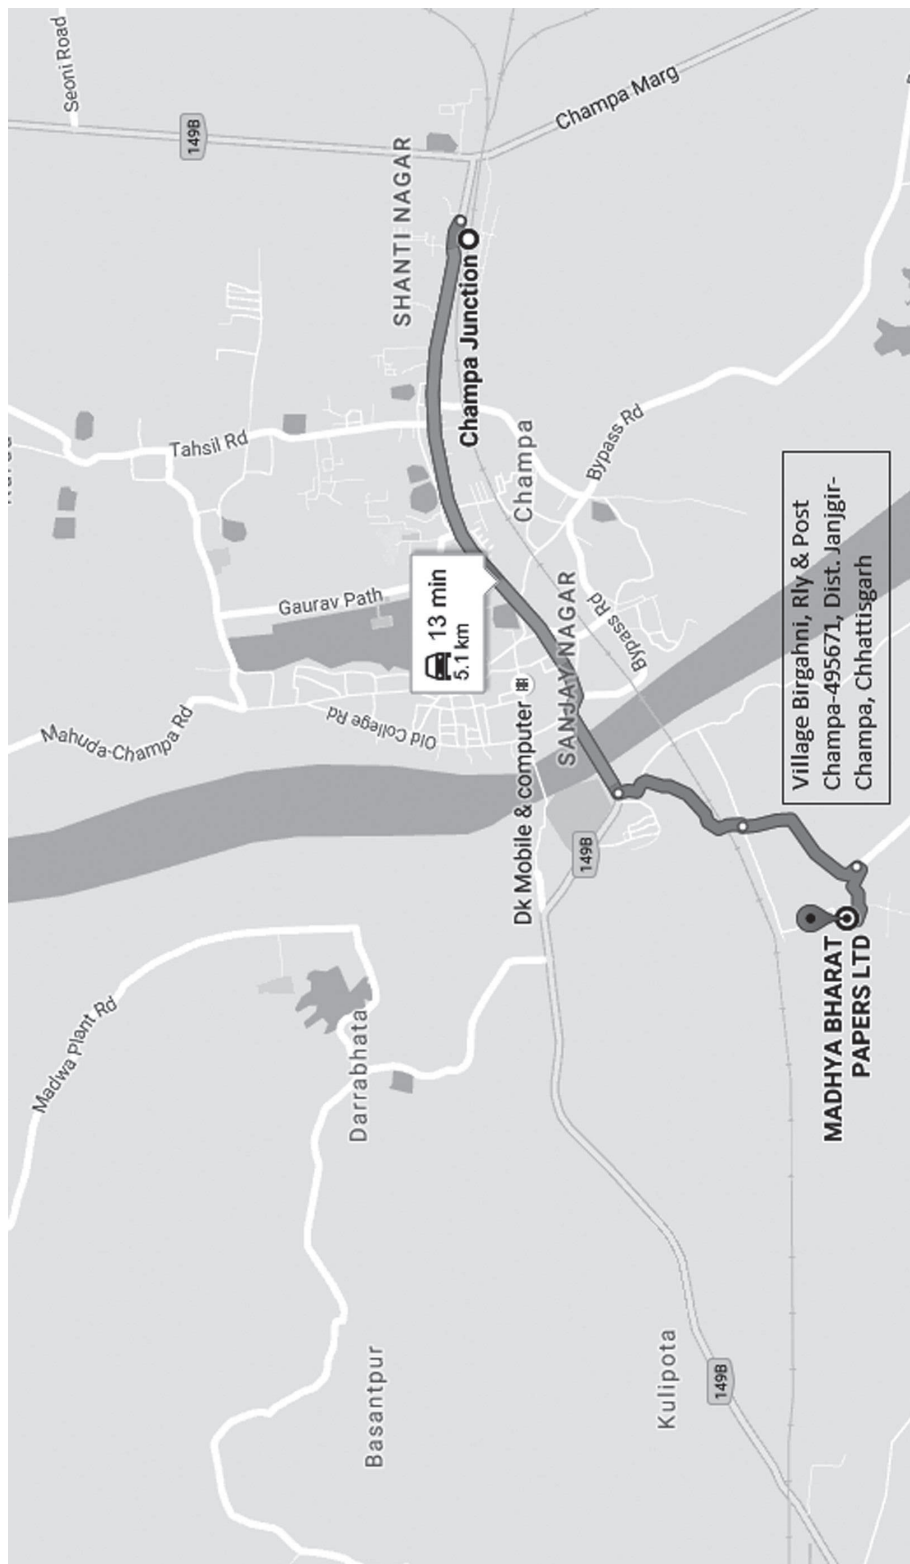 Seoni Road
149B
Champa Marg
SHANTI NAGAR
Champa Junction
Tahsil Rd
Champa
Bypass Rd
Gaurav Path
13 min
5.1 km
SANJAY NAGAR
Bypass Rd
Mahuda-Champa Rd
Old College Rd
Dk Mobile & computer
149B
Village Birgahni, Rly & Post
Champa-495671, Dist. Janjgir-
Champa, Chhattisgarh
MADHYA BHARAT
PAPERS LTD
Madwa Plant Rd
Darrabhata
Basantpur
Kulipota
149B